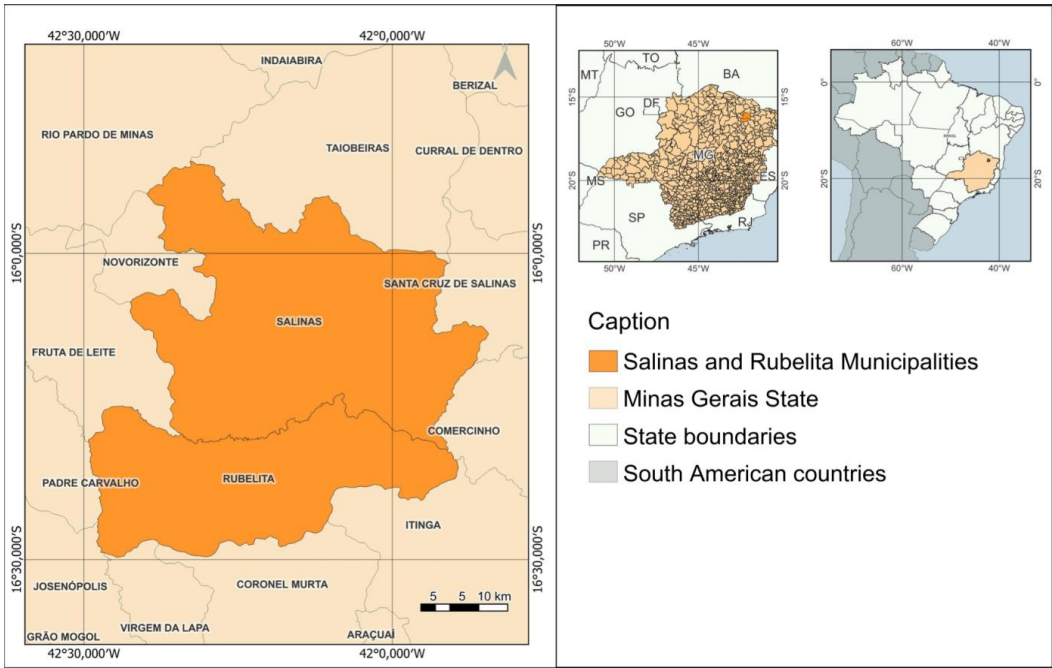 42°30,000'W
42°0,000'W
INDAIABIRA
BERIZAL
RIO PARDO DE MINAS
TAIOBEIRAS
CURRAL DE DENTRO
16°0,000'S
16°0,000'S
NOVORIZONTE
SANTA CRUZ DE SALINAS
SALINAS
FRUTA DE LEITE
COMERCINHO
PADRE CARVALHO
RUBELITA
ITINGA
16°30,000'S
16°30,000'S
JOSENÓPOLIS
CORONEL MURTA
5 5 10 km
VIRGEM DA LAPA
GRÃO MOGOL
ARAÇUAÍ
42°30,000'W
42°0,000'W
50°W
45°W
TO
MT
BA
15°S
15°S
DF
GO
MG
MS
ES
20°S
20°S
SP
RJ
PR
50°W
45°W
60°W
40°W
0°
0°
BRASIL
20°S
20°S
60°W
40°W
Caption
Salinas and Rubelita Municipalities
Minas Gerais State
State boundaries
South American countries